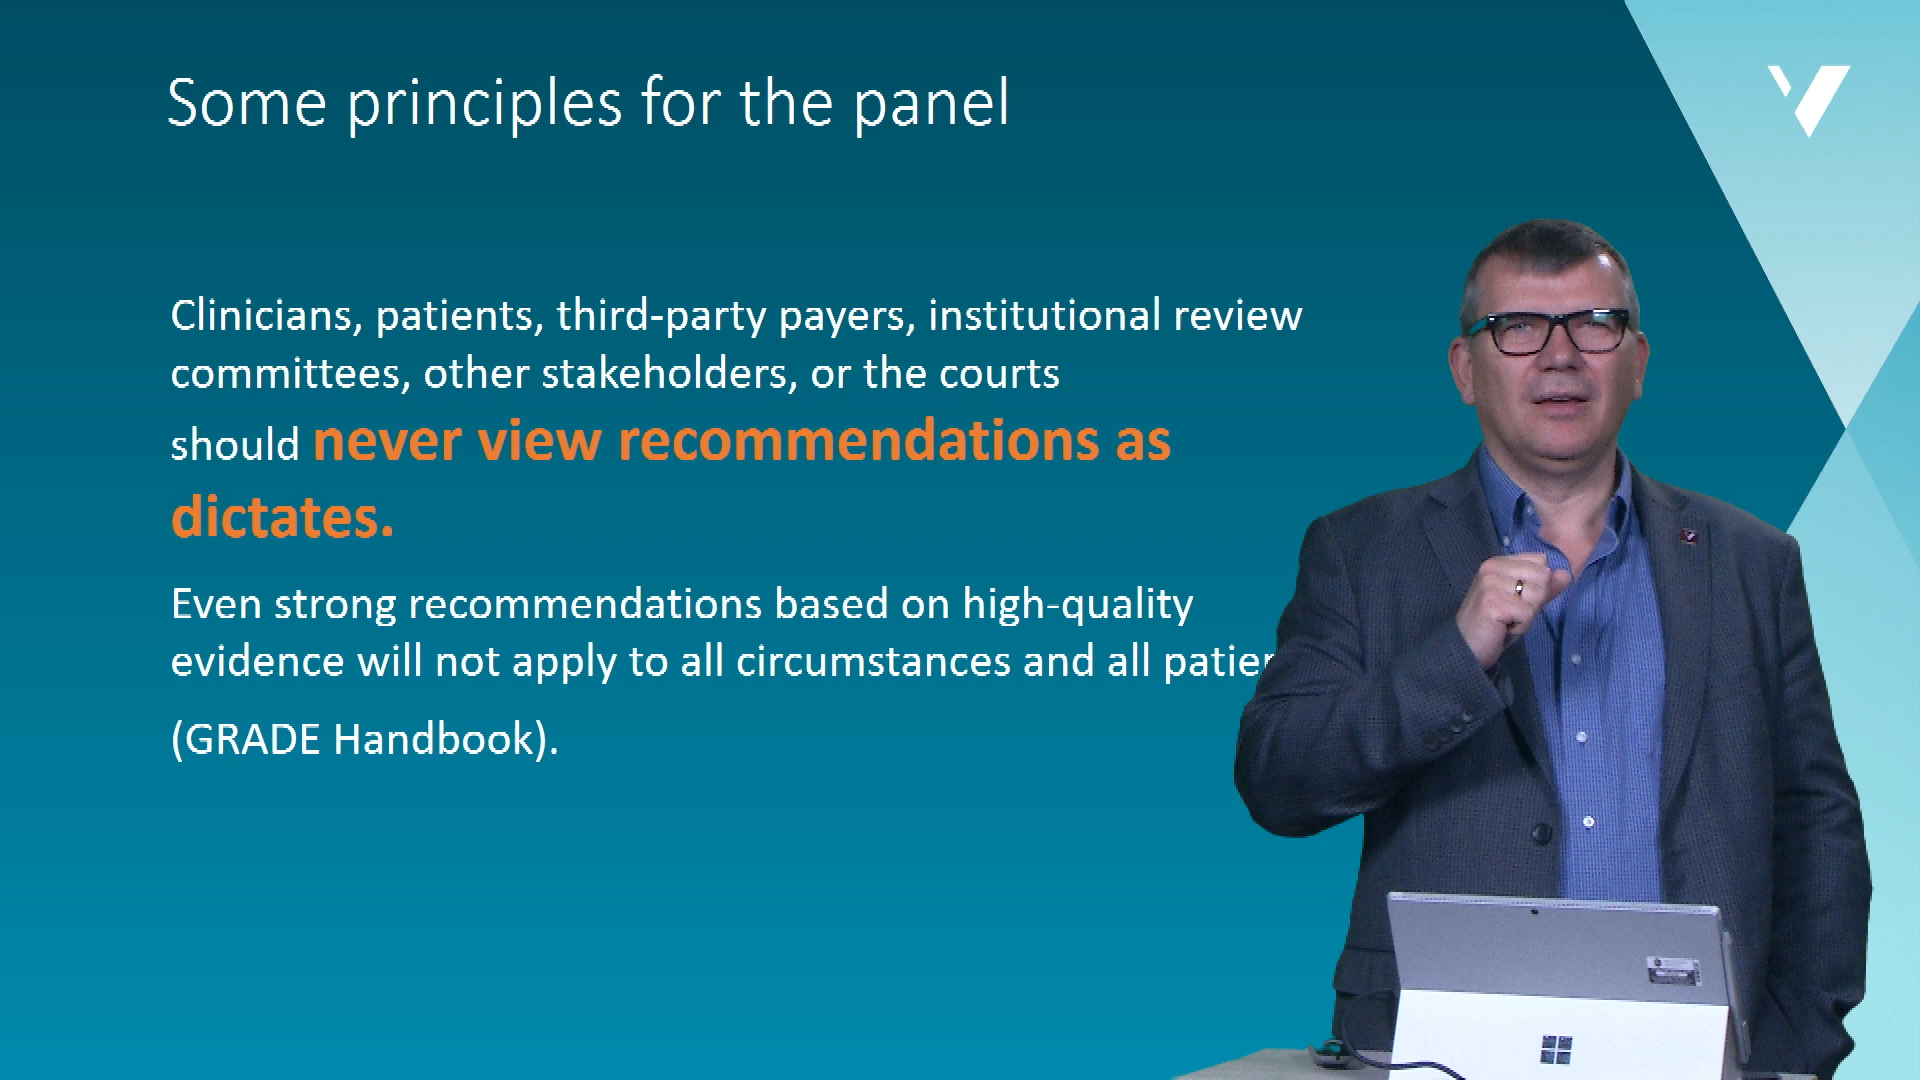 Some principles for the panel
Clinicians, patients, third-party payers, institutional review
committees, other stakeholders, or the courts
should never view recommendations as
dictates.
Even strong recommendations based on high-quality
evidence will not apply to all circumstances and all
(GRADE Handbook).